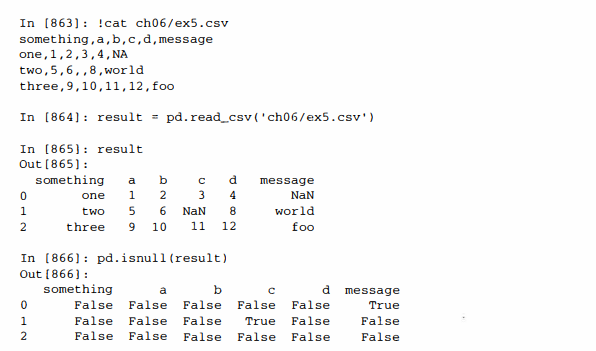 In [863]: !cat ch06/ex5.csv
something,a,b,c,d,message
one,1,2,3,4,NA
two,5,6,,8,world
three,9,10,11,12,foo
In [864]: result = pd.read_csv('ch06/ex5.csv')
In [865]: result
Out[865]:
something a b c d message
0 one 1 2 3 4 NaN
1 two 5 6 NaN 8 world
2 three 9 10 11 12 foo
In [866]: pd.isnull(result)
Out[866]:
something a b c d message
0 False False False False False True
1 False False False True False False
2 False False False False False False